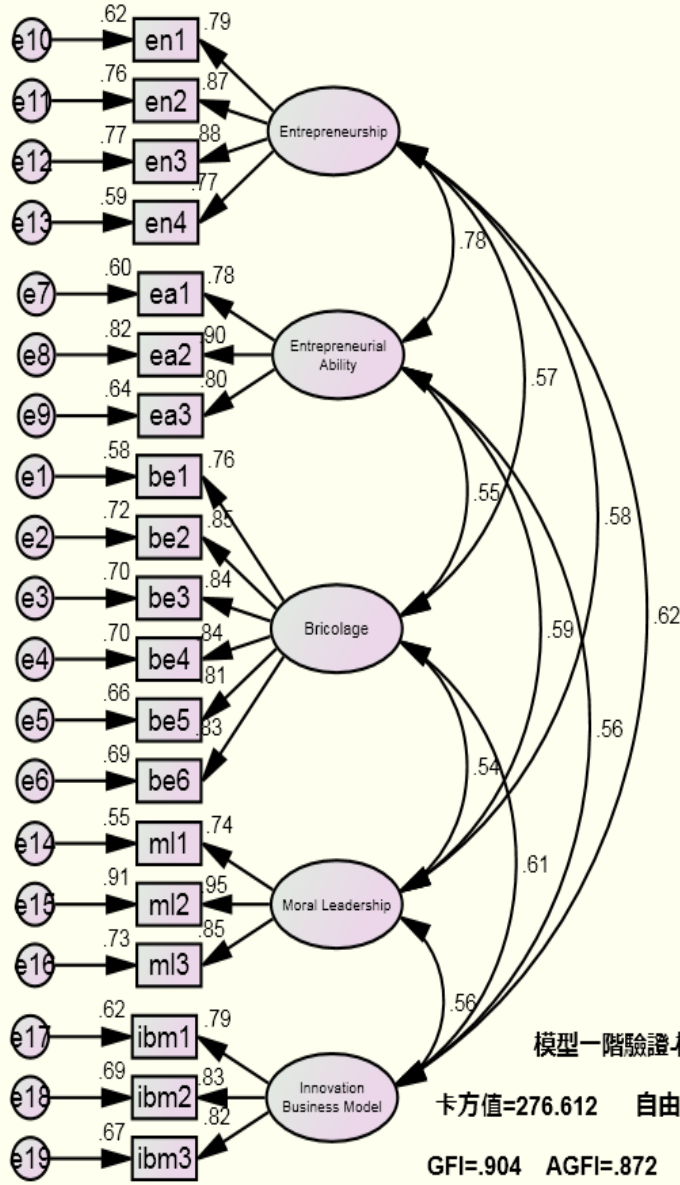 e10 .62 en1 .79
e11 .76 en2 .87
e12 .77 en3 .88
e13 .59 en4 .77
Entrepreneurship
e7 .60 ea1 .78
e8 .82 ea2 .90
e9 .64 ea3 .80
Entrepreneurial
Ability
e1 .58 be1 .76
e2 .72 be2 .85
e3 .70 be3 .84
e4 .70 be4 .84
e5 .66 be5 .81
e6 .69 be6 .83
Bricolage
e14 .55 ml1 .74
e15 .91 ml2 .95
e16 .73 ml3 .85
Moral Leadership
e17 .62 ibm1 .79
e18 .69 ibm2 .83
e19 .67 ibm3 .82
Innovation
Business Model
.78
.57
.55
.58
.59
.62
.56
.54
.61
.56
模型一階驗證
卡方值=276.612 自由
GFI=.904 AGFI=.872